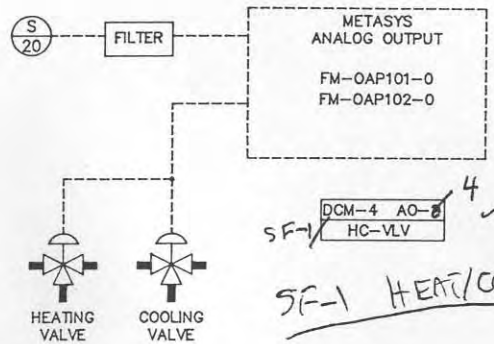 S
20
FILTER
METASYS
ANALOG OUTPUT
FM-OAP101-0
FM-OAP102-0
4
DCM-4 AO-
SF-1
HC-VLV
SF-1 HEAT/CO
HEATING
VALVE
COOLING
VALVE